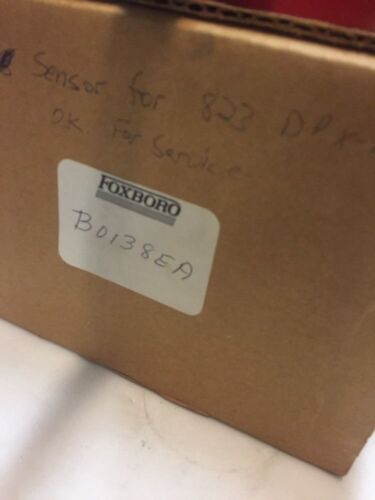 Sensor for 823 DP
OK For Service
FOXBORO
B0138EA